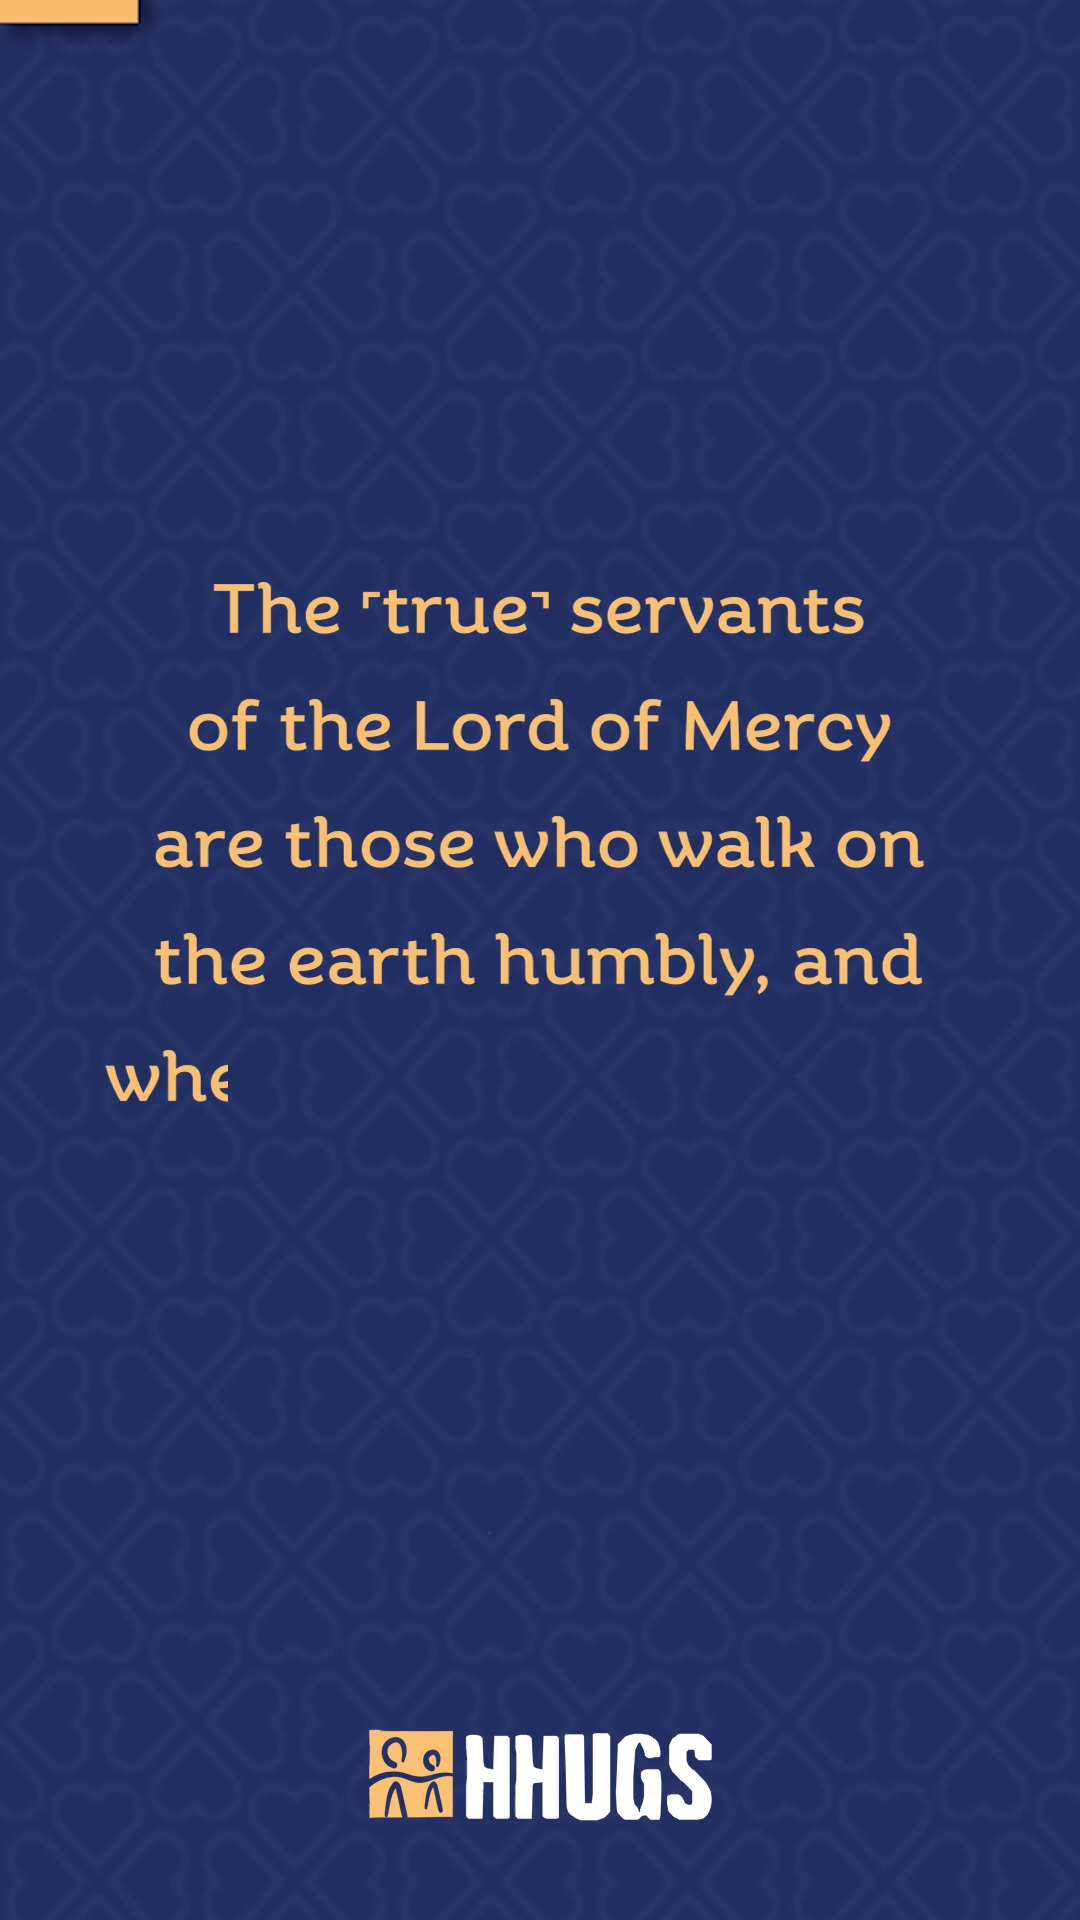 The ⸢true⸣ servants
of the Lord of Mercy
are those who walk on
the earth humbly, and
HHUGS